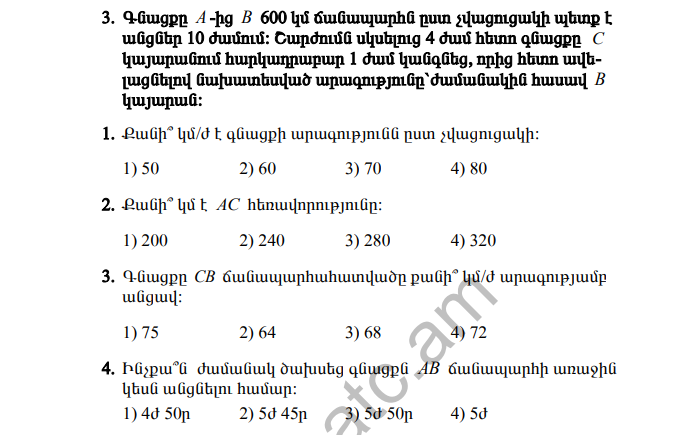 3. Գնացքը A-ից B 600 կմ ճանապարհն ըստ չվացուցակի պետք է
անցներ 10 ժամում: Շարժումն սկսելուց 4 ժամ հետո գնացքը C
կայարանում հարկադրաբար 1 ժամ կանգնեց, որից հետո ավե-
լացնելով նախատեսված արագությունը՝ ժամանակին հասավ B
կայարան:
1. Քանի՞ կմ/ժ է գնացքի արագությունն ըստ չվացուցակի:
1) 50 2) 60 3) 70 4) 80
2. Քանի՞ կմ է AC հեռավորությունը:
1) 200 2) 240 3) 280 4) 320
3. Գնացքը CB ճանապարհահատվածը քանի՞ կմ/ժ արագությամբ
անցավ:
1) 75 2) 64 3) 68 4) 72
4. Ինչքա՞ն ժամանակ ծախսեց գնացքն AB ճանապարհի առաջին
կեսն անցնելու համար:
1) 4ժ 50ր 2) 5ժ 45ր 3) 5ժ 50ր 4) 5ժ
atc.am